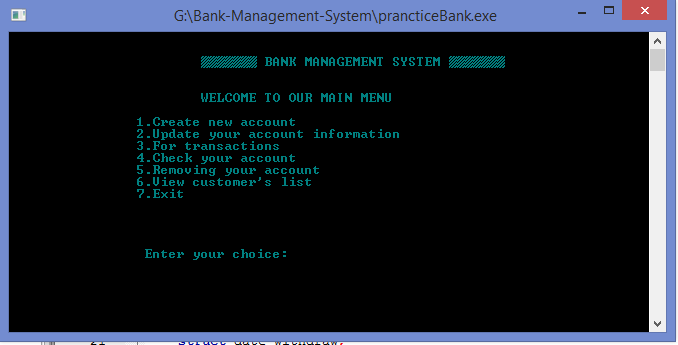 G:\Bank-Management-System\prancticeBank.exe
BANK MANAGEMENT SYSTEM
WELCOME TO OUR MAIN MENU
1.Create new account
2.Update your account information
3.For transactions
4.Check your account
5.Removing your account
6.View customer's list
7.Exit
Enter your choice:
21 struct date withdraw;